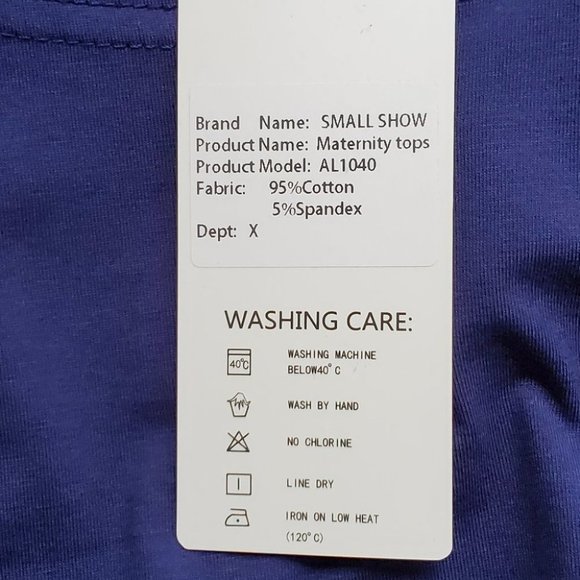 Brand Name: SMALL SHOW
Product Name: Maternity tops
Product Model: AL1040
Fabric: 95%Cotton
5%Spandex
Dept: X
WASHING CARE:
40℃ WASHING MACHINE
BELOW40° C
WASH BY HAND
NO CHLORINE
LINE DRY
IRON ON LOW HEAT
(120° C)